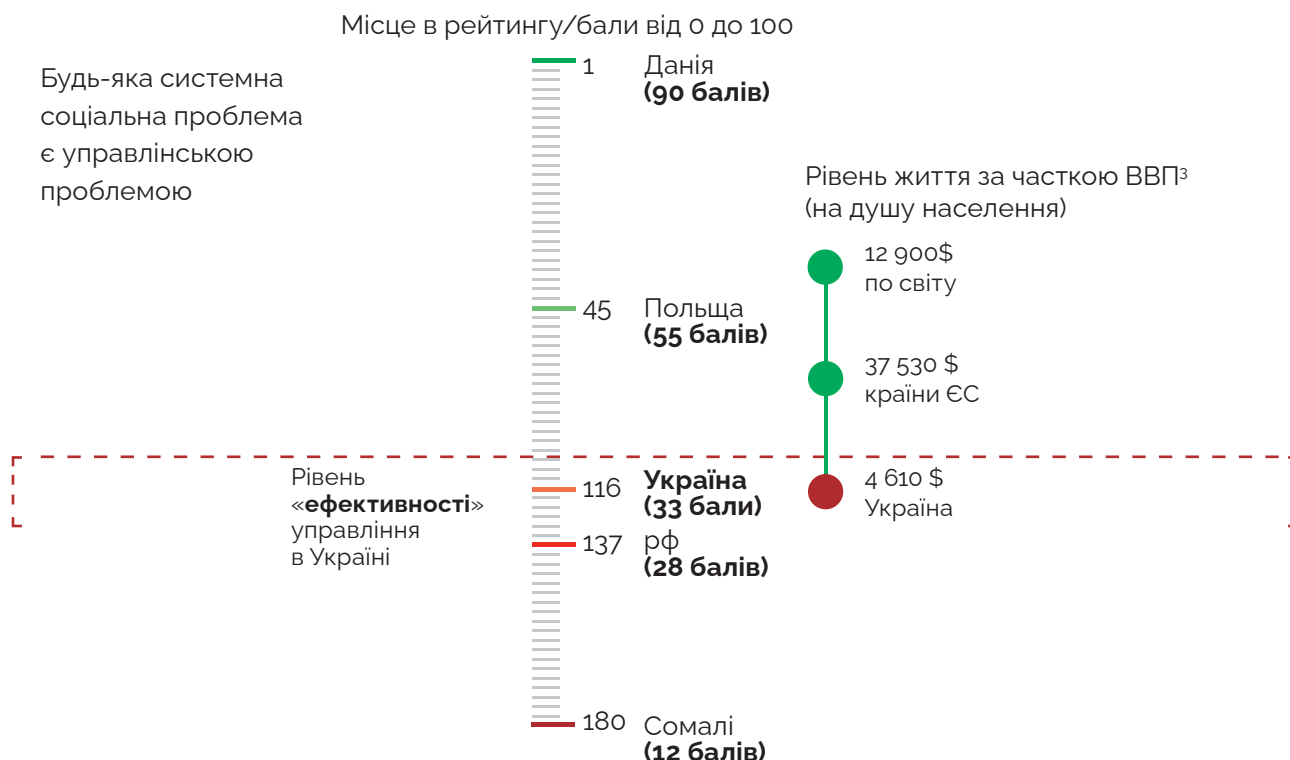 Місце в рейтингу/бали від 0 до 100
Будь-яка системна
соціальна проблема
є управлінською
проблемою
1 Данія
(90 балів)
45 Польща
(55 балів)
Рівень життя за часткою ВВП³
(на душу населення)
12 900$
по світу
37 530 $
країни ЄС
4 610 $
Україна
Рівень
«ефективності»
управління
в Україні
116 Україна
(33 бали)
137 рф
(28 балів)
180 Сомалі
(12 балів)